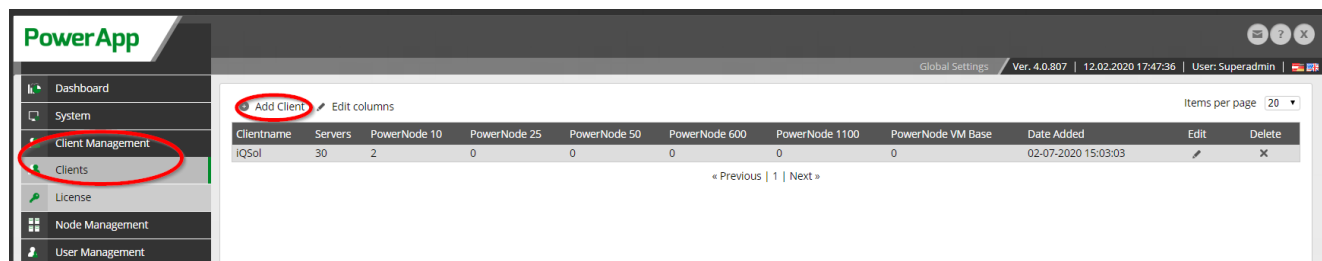 PowerApp
Global Settings Ver. 4.0.807 | 12.02.2020 17:47:36 | User: Superadmin |
Dashboard
System
Client Management
Clients
License
Node Management
User Management
Add Client Edit columns Items per page 20
Clientname Servers PowerNode 10 PowerNode 25 PowerNode 50 PowerNode 600 PowerNode 1100 PowerNode VM Base Date Added Edit Delete
iQSol 30 2 0 0 0 0 0 02-07-2020 15:03:03
« Previous | 1 | Next »